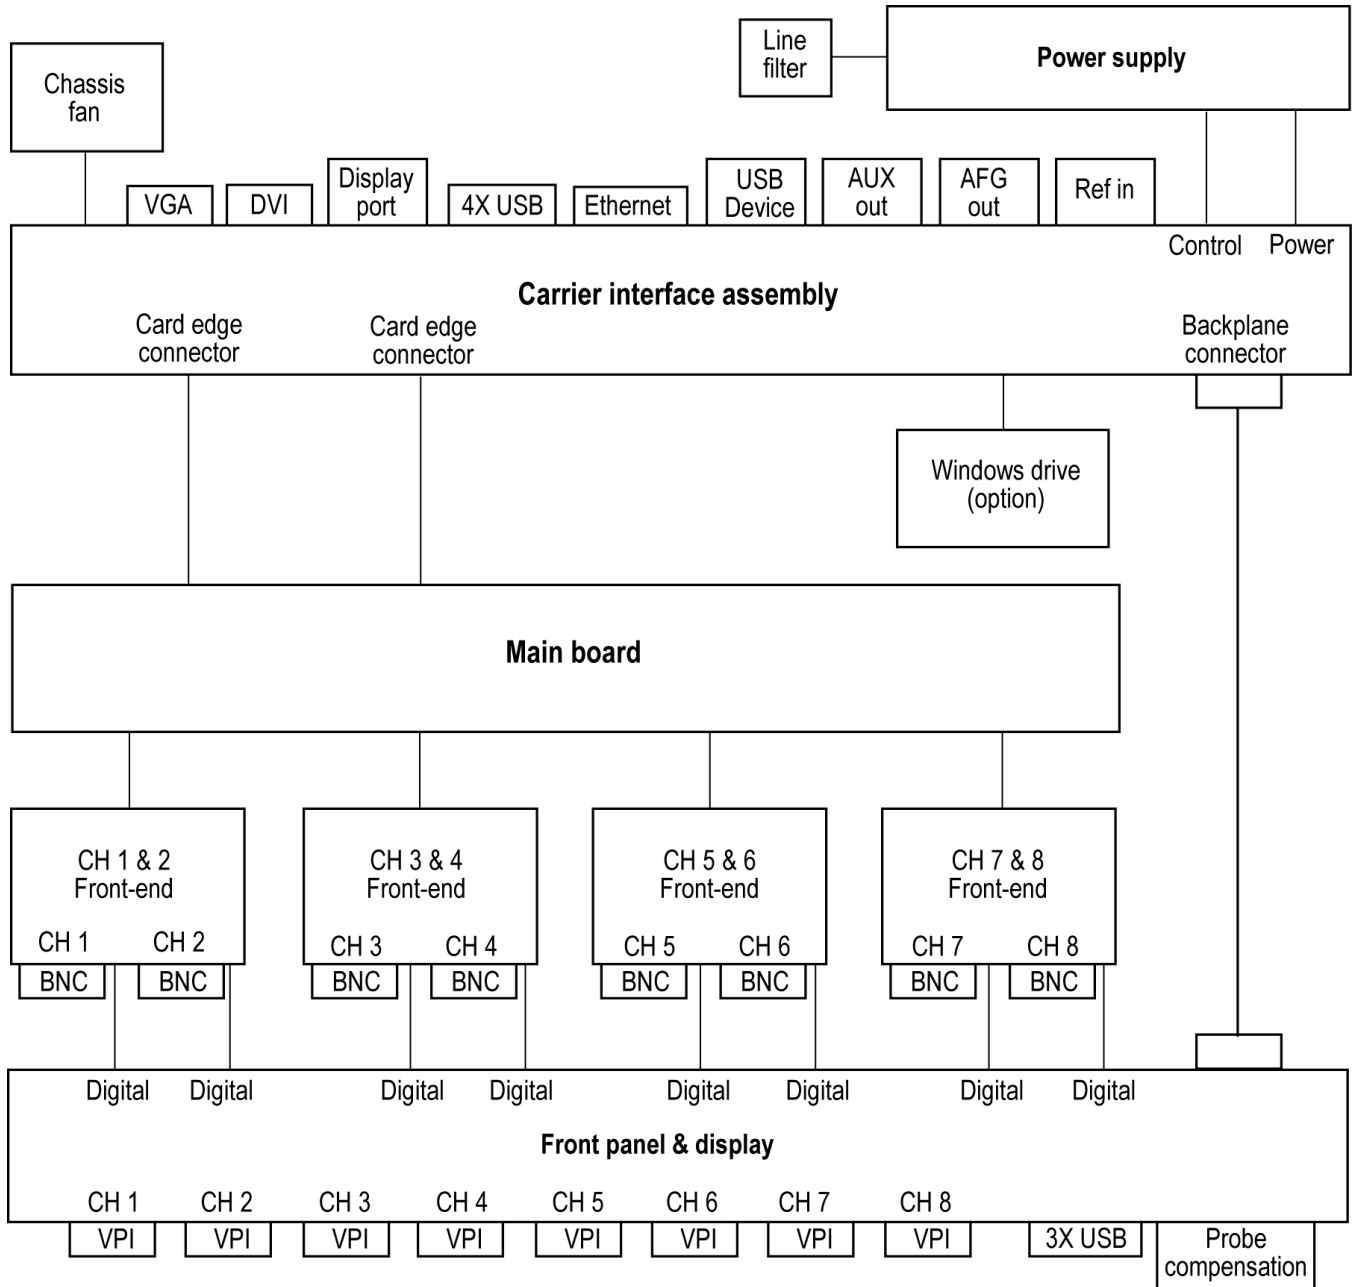 Line
filter
Power supply
Chassis
fan
VGA
DVI
Display
port
4X USB
Ethernet
USB
Device
AUX
out
AFG
out
Ref in
Control
Power
Carrier interface assembly
Card edge
connector
Card edge
connector
Backplane
connector
Windows drive
(option)
Main board
CH 1 & 2
Front-end
CH 1
CH 2
BNC
BNC
CH 3 & 4
Front-end
CH 3
CH 4
BNC
BNC
CH 5 & 6
Front-end
CH 5
CH 6
BNC
BNC
CH 7 & 8
Front-end
CH 7
CH 8
BNC
BNC
Digital
Digital
Digital
Digital
Digital
Digital
Digital
Digital
Front panel & display
CH 1
CH 2
CH 3
CH 4
CH 5
CH 6
CH 7
CH 8
VPI
VPI
VPI
VPI
VPI
VPI
VPI
VPI
3X USB
Probe
compensation